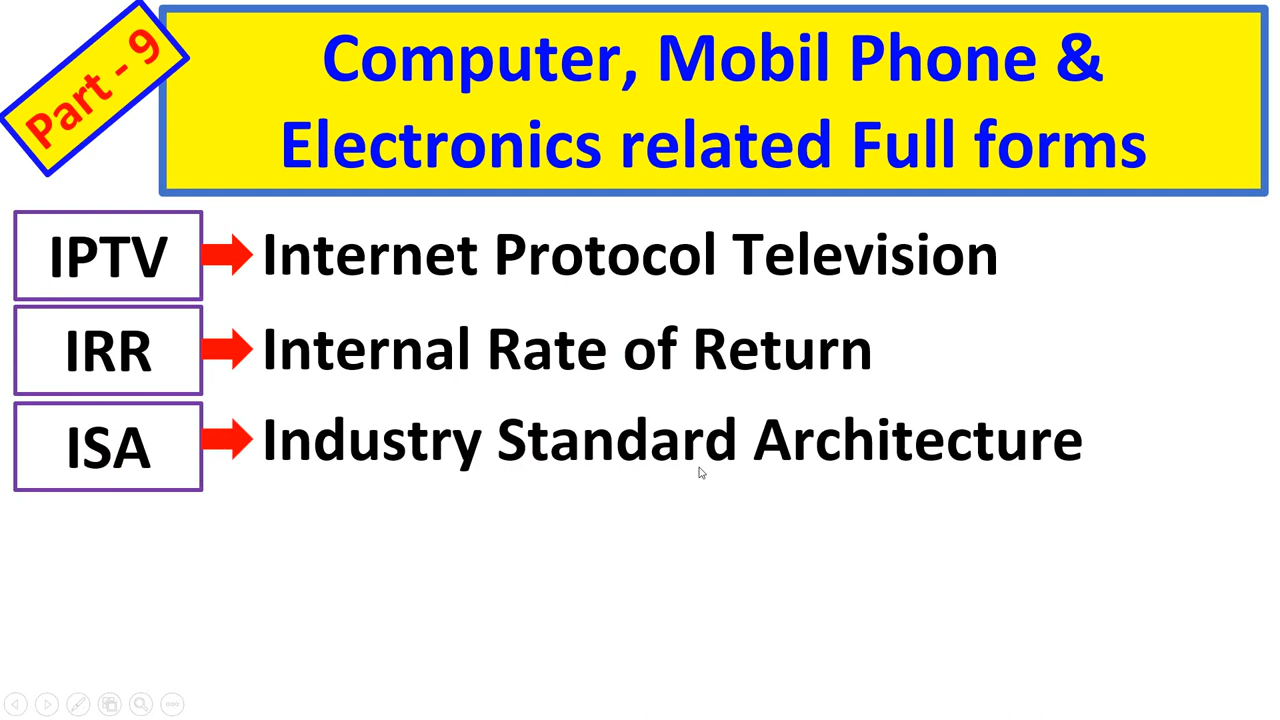 Part - 9
Computer, Mobil Phone &
Electronics related Full forms
IPTV Internet Protocol Television
IRR Internal Rate of Return
ISA Industry Standard Architecture